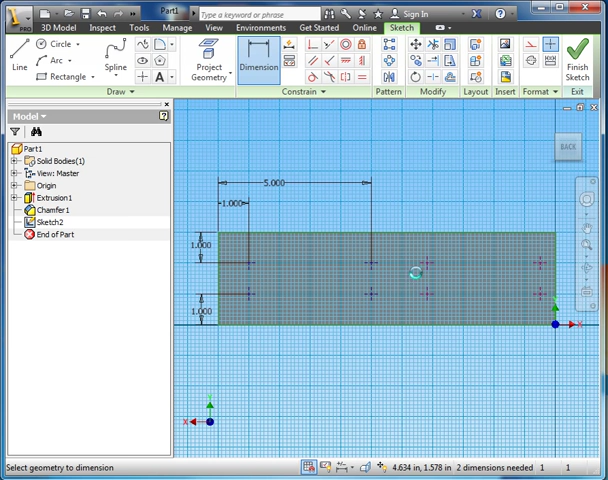 Part1
Type a keyword or phrase
Sign In
PRO
3D Model Inspect Tools Manage View Environments Get Started Online Sketch
Line
Circle
Arc
Rectangle
Spline
A
Project
Geometry
Dimension
Pattern
Modify
Layout
Insert
Format
Finish
Sketch
Draw
Constrain
Exit
Model
Part1
Solid Bodies(1)
View: Master
Origin
Extrusion1
Chamfer1
Sketch2
End of Part
BACK
5.000
1.000
1.000
1.000
Y
X
Y
X
Select geometry to dimension
4.634 in, 1.578 in 2 dimensions needed 1 1